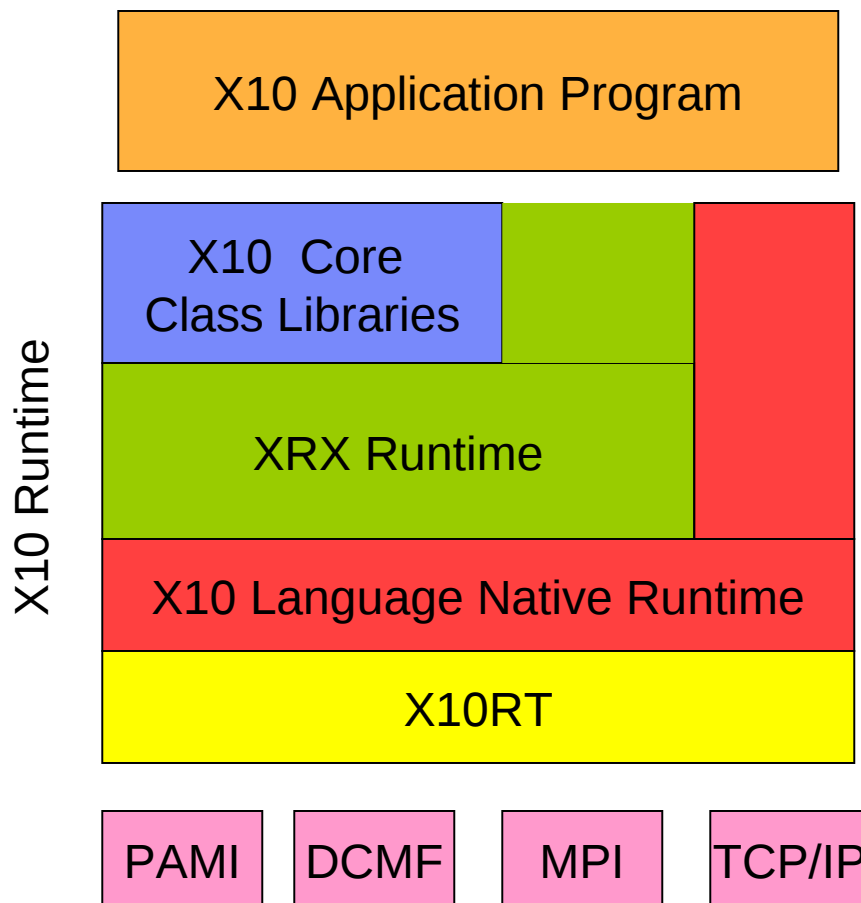 X10 Application Program
X10 Core
Class Libraries
XRX Runtime
X10 Runtime
X10 Language Native Runtime
X10RT
PAMI
DCMF
MPI
TCP/IP